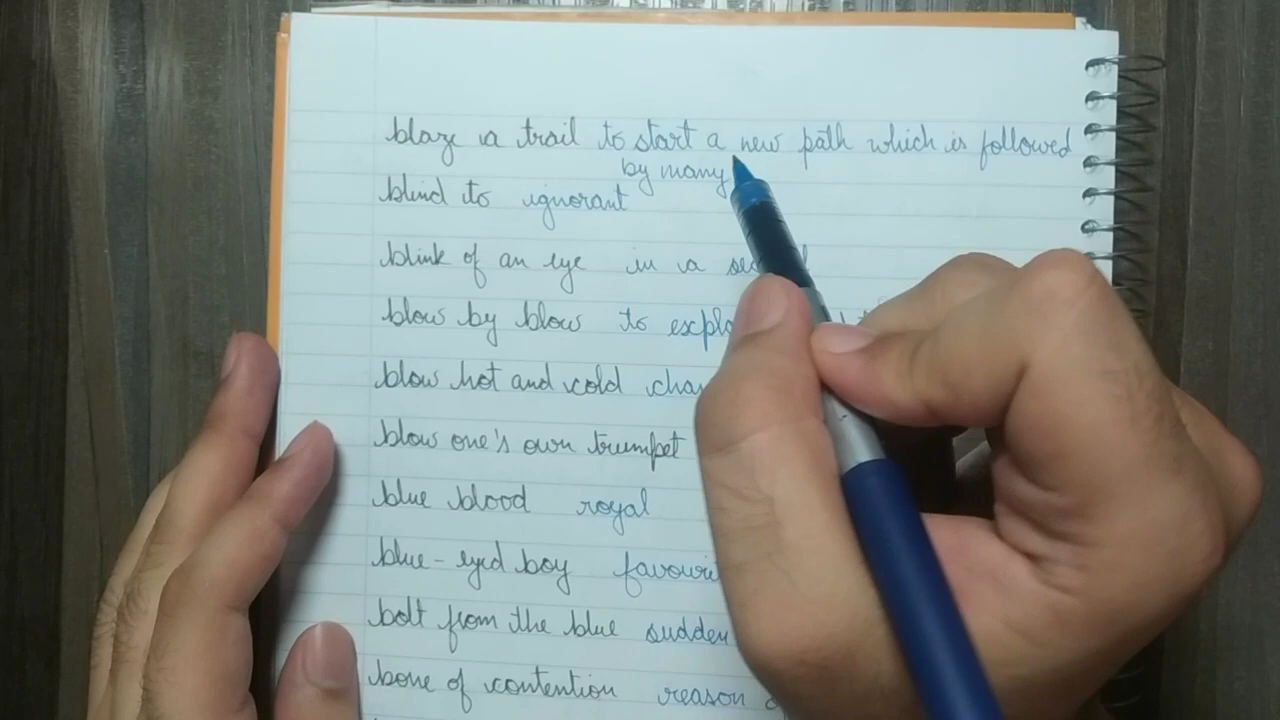 blaze a trail to start a new path which is followed
by many
blind to ignorant
blink of an eye in a
blow by blow to
blow hot and cold
blow one's own trumpet
blue blood royal
blue-eyed boy
bolt from the blue sudden
bone of contention reason